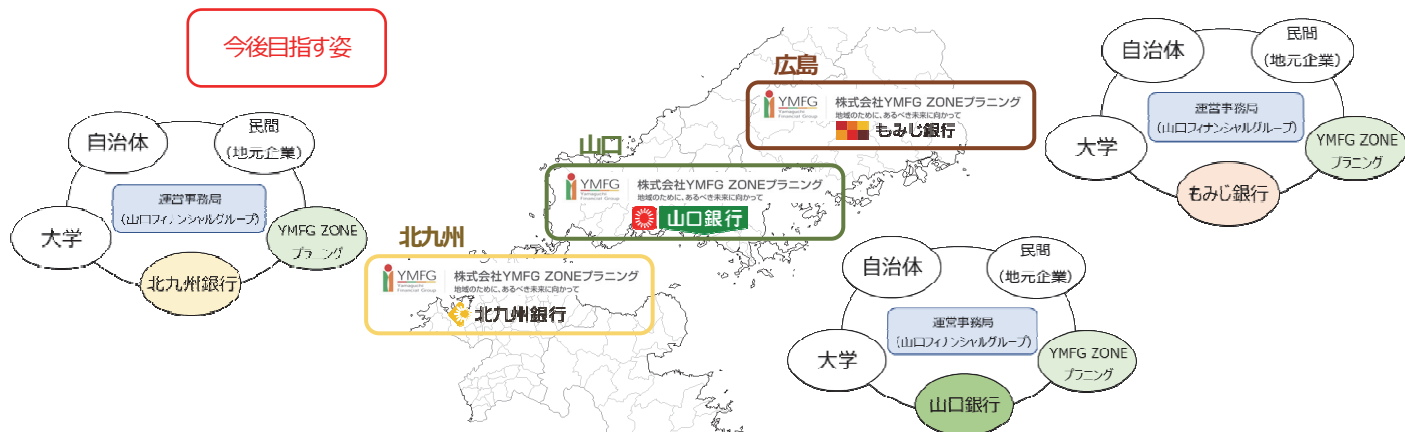 今後目指す姿
自治体
民間
(地元企業)
運営事務局
(山口フィナンシャルグループ)
大学
YMFG ZONE
プラニング
北九州銀行
広島
YMFG
Yamaguchi
Financial Group
株式会社YMFG ZONEプラニング
地域のために、あるべき未来に向かって
もみじ銀行
山口
YMFG
Yamaguchi
Financial Group
株式会社YMFG ZONEプラニング
地域のために、あるべき未来に向かって
山口銀行
北九州
YMFG
Yamaguchi
Financial Group
株式会社YMFG ZONEプラニング
地域のために、あるべき未来に向かって
北九州銀行
自治体
民間
(地元企業)
運営事務局
(山口フィナンシャルグループ)
大学
YMFG ZONE
プラニング
もみじ銀行
自治体
民間
(地元企業)
運営事務局
(山口フィナンシャルグループ)
大学
YMFG ZONE
プラニング
山口銀行